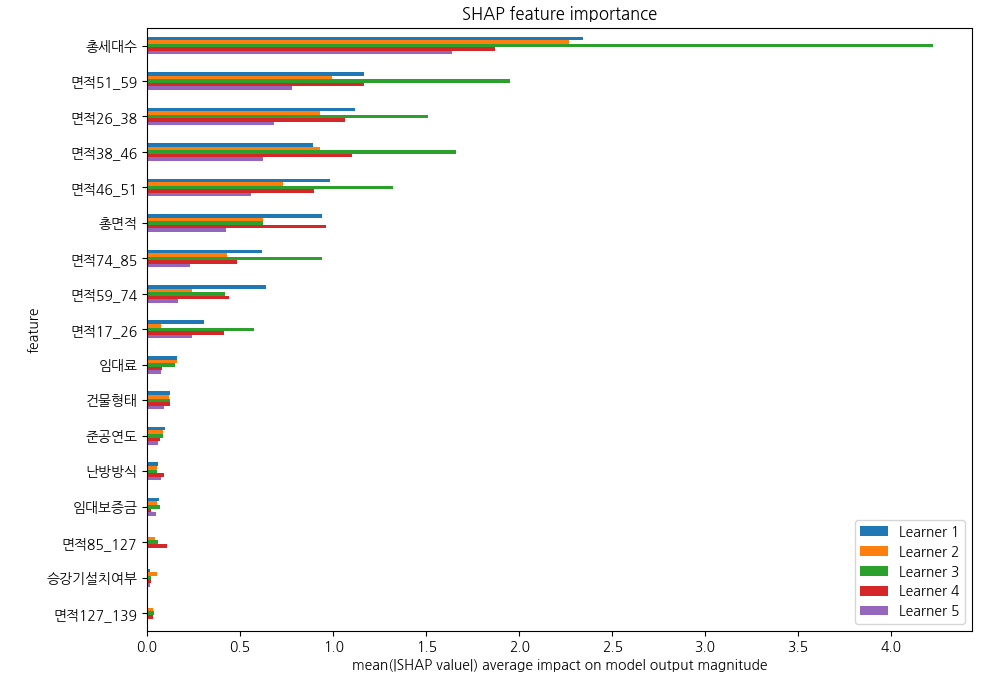 SHAP feature importance
총세대수
면적51_59
면적26_38
면적38_46
면적46_51
총면적
면적74_85
면적59_74
면적17_26
임대료
건물형태
준공연도
난방방식
임대보증금
면적85_127
승강기설치여부
면적127_139
feature
Learner 1
Learner 2
Learner 3
Learner 4
Learner 5
0.0 0.5 1.0 1.5 2.0 2.5 3.0 3.5 4.0
mean(|SHAP value|) average impact on model output magnitude